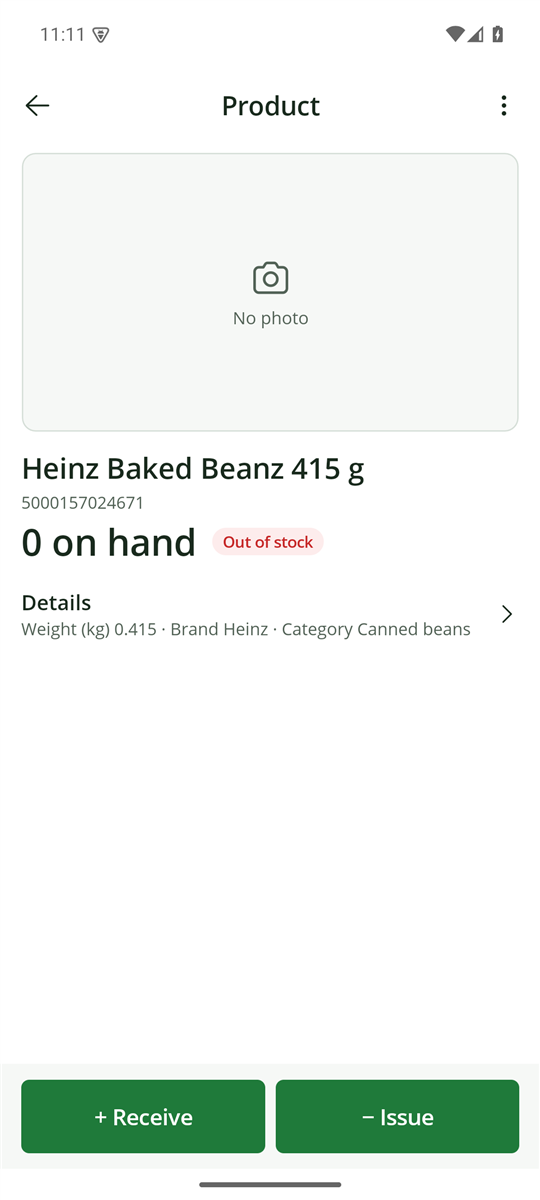 11:11
Product
No photo
Heinz Baked Beanz 415 g
5000157024671
0 on hand Out of stock
Details
Weight (kg) 0.415 · Brand Heinz · Category Canned beans
+ Receive − Issue